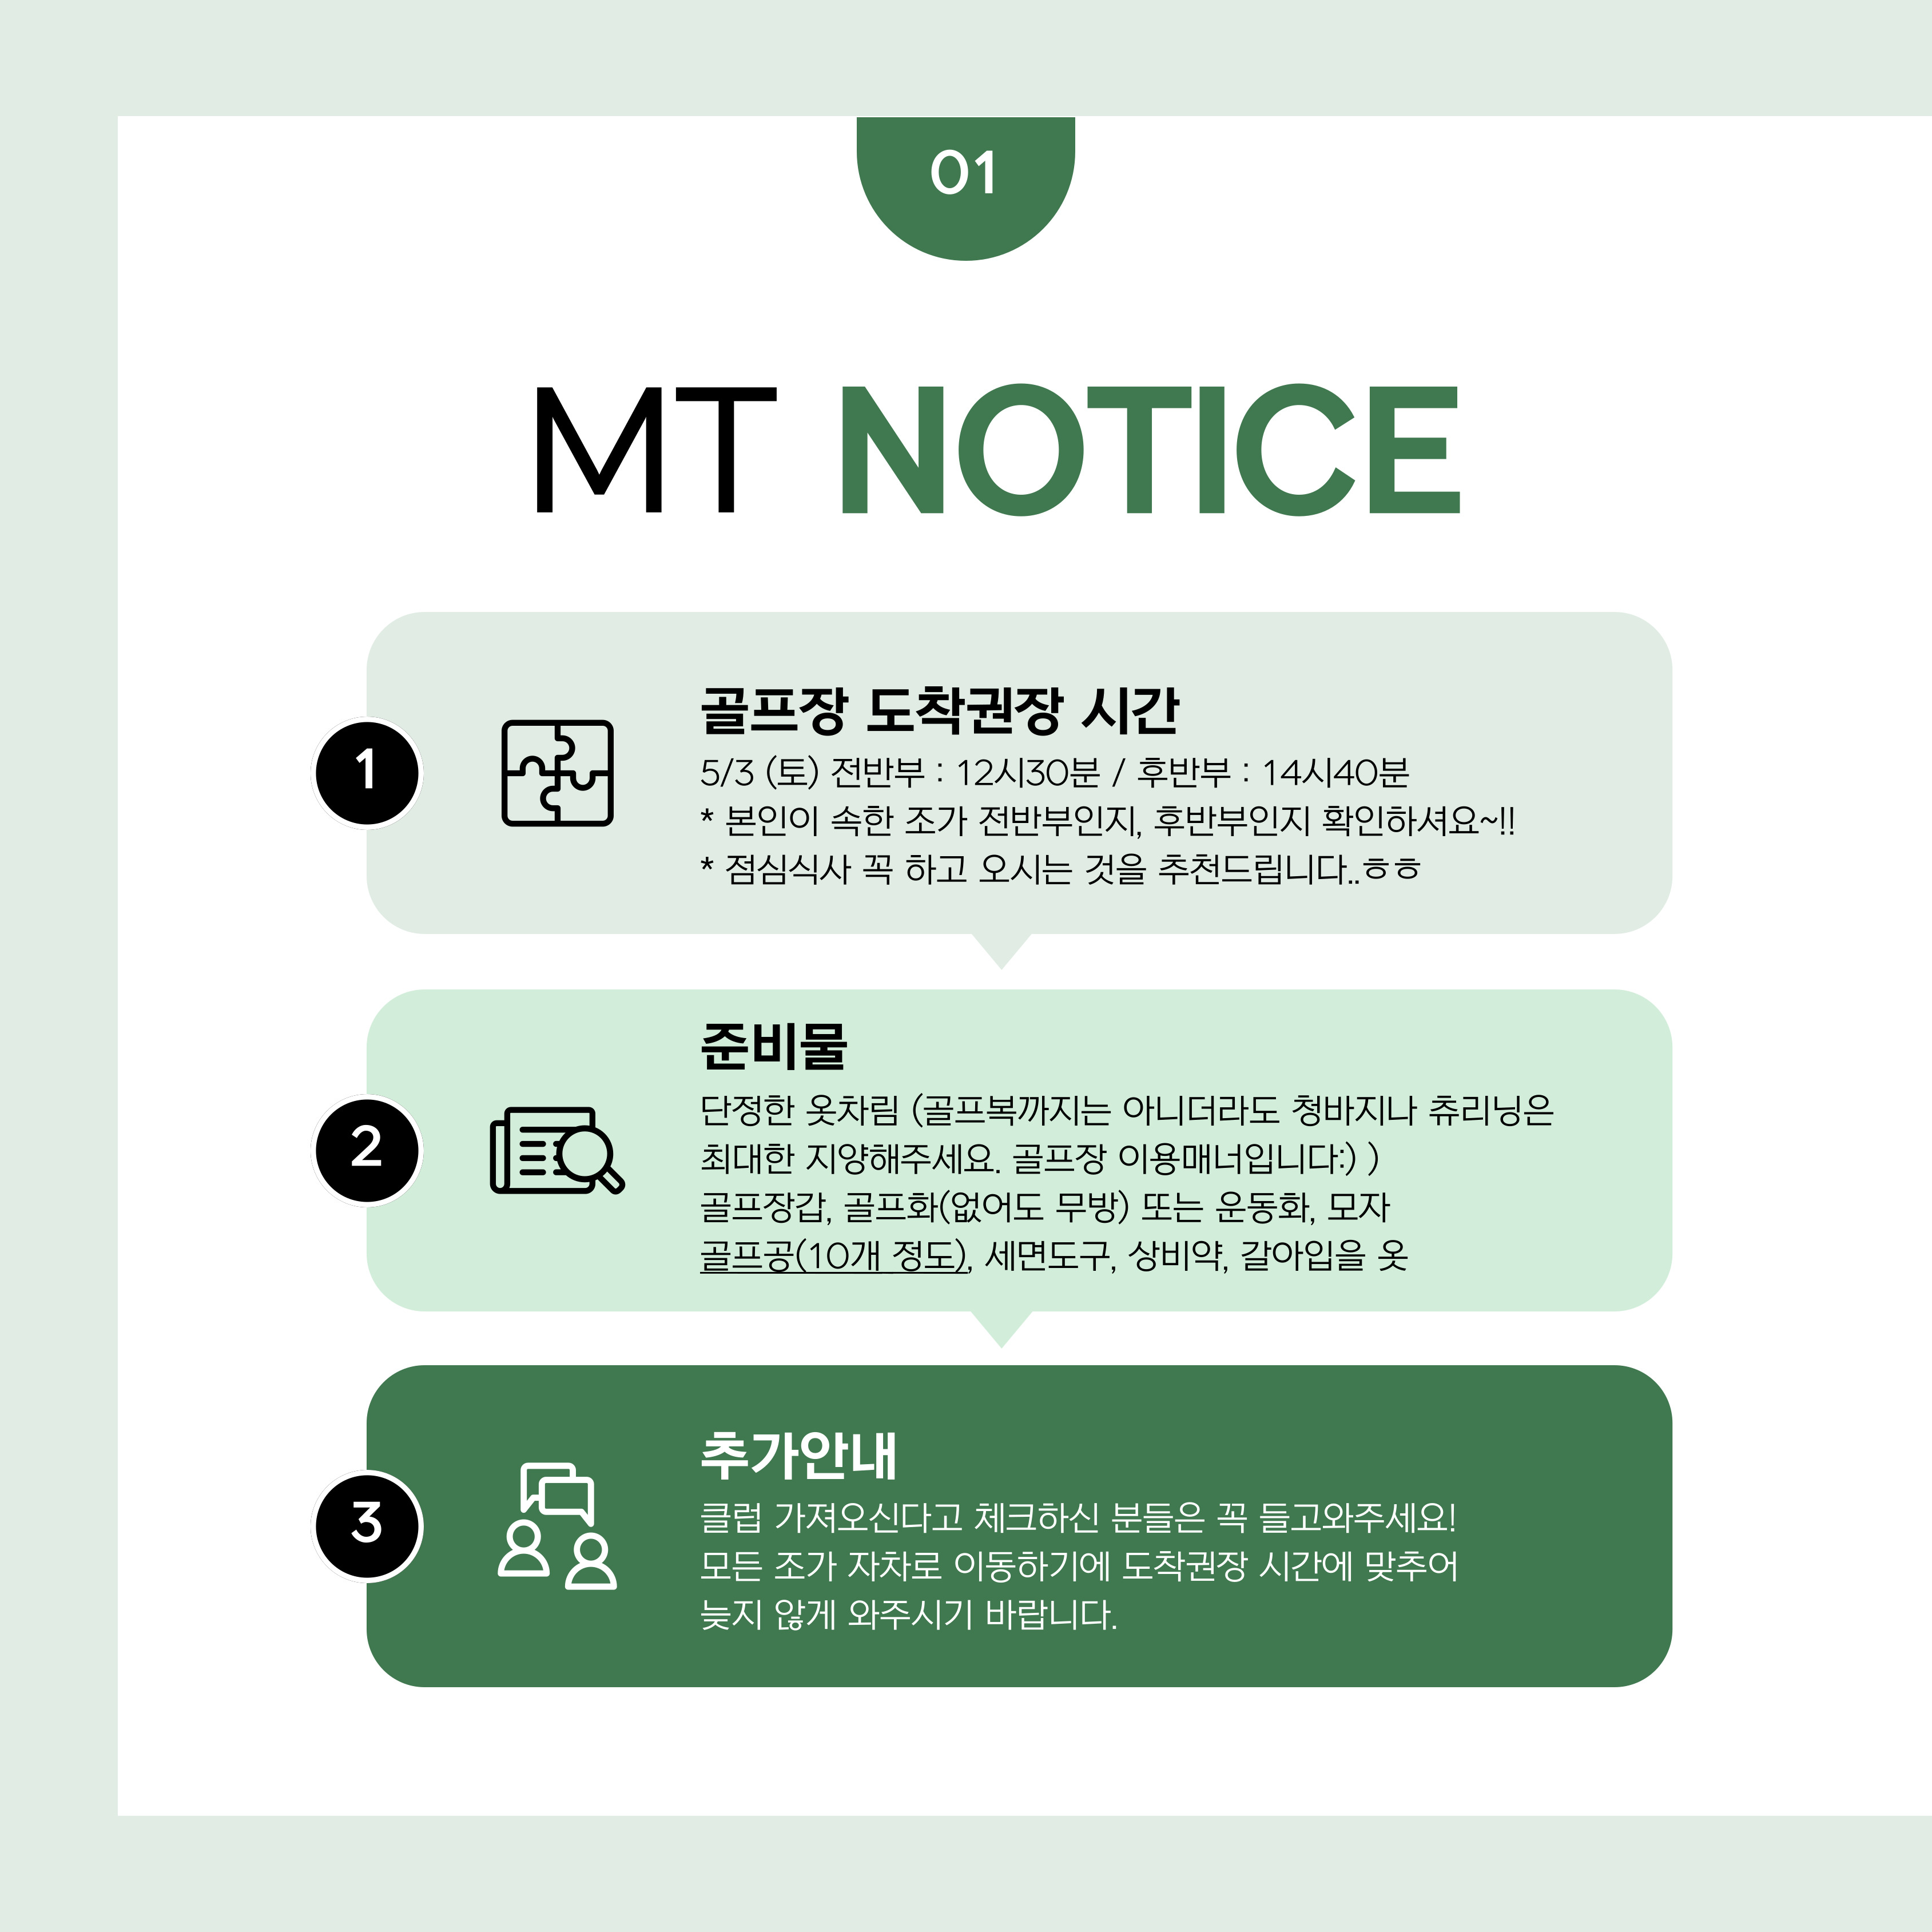 01
MT NOTICE
1
골프장 도착권장 시간
5/3 (토) 전반부 : 12시30분 / 후반부 : 14시40분
* 본인이 속한 조가 전반부인지, 후반부인지 확인하셔요~!!
* 점심식사 꼭 하고 오시는 것을 추천드립니다..ㅎㅎ
2
준비물
단정한 옷차림 (골프복까지는 아니더라도 청바지나 츄리닝은
최대한 지양해주세요. 골프장 이용매너입니다:) )
골프장갑, 골프화(없어도 무방) 또는 운동화, 모자
골프공(10개 정도), 세면도구, 상비약, 갈아입을 옷
3
추가안내
클럽 가져오신다고 체크하신 분들은 꼭 들고와주세요!
모든 조가 자차로 이동하기에 도착권장 시간에 맞추어
늦지 않게 와주시기 바랍니다.